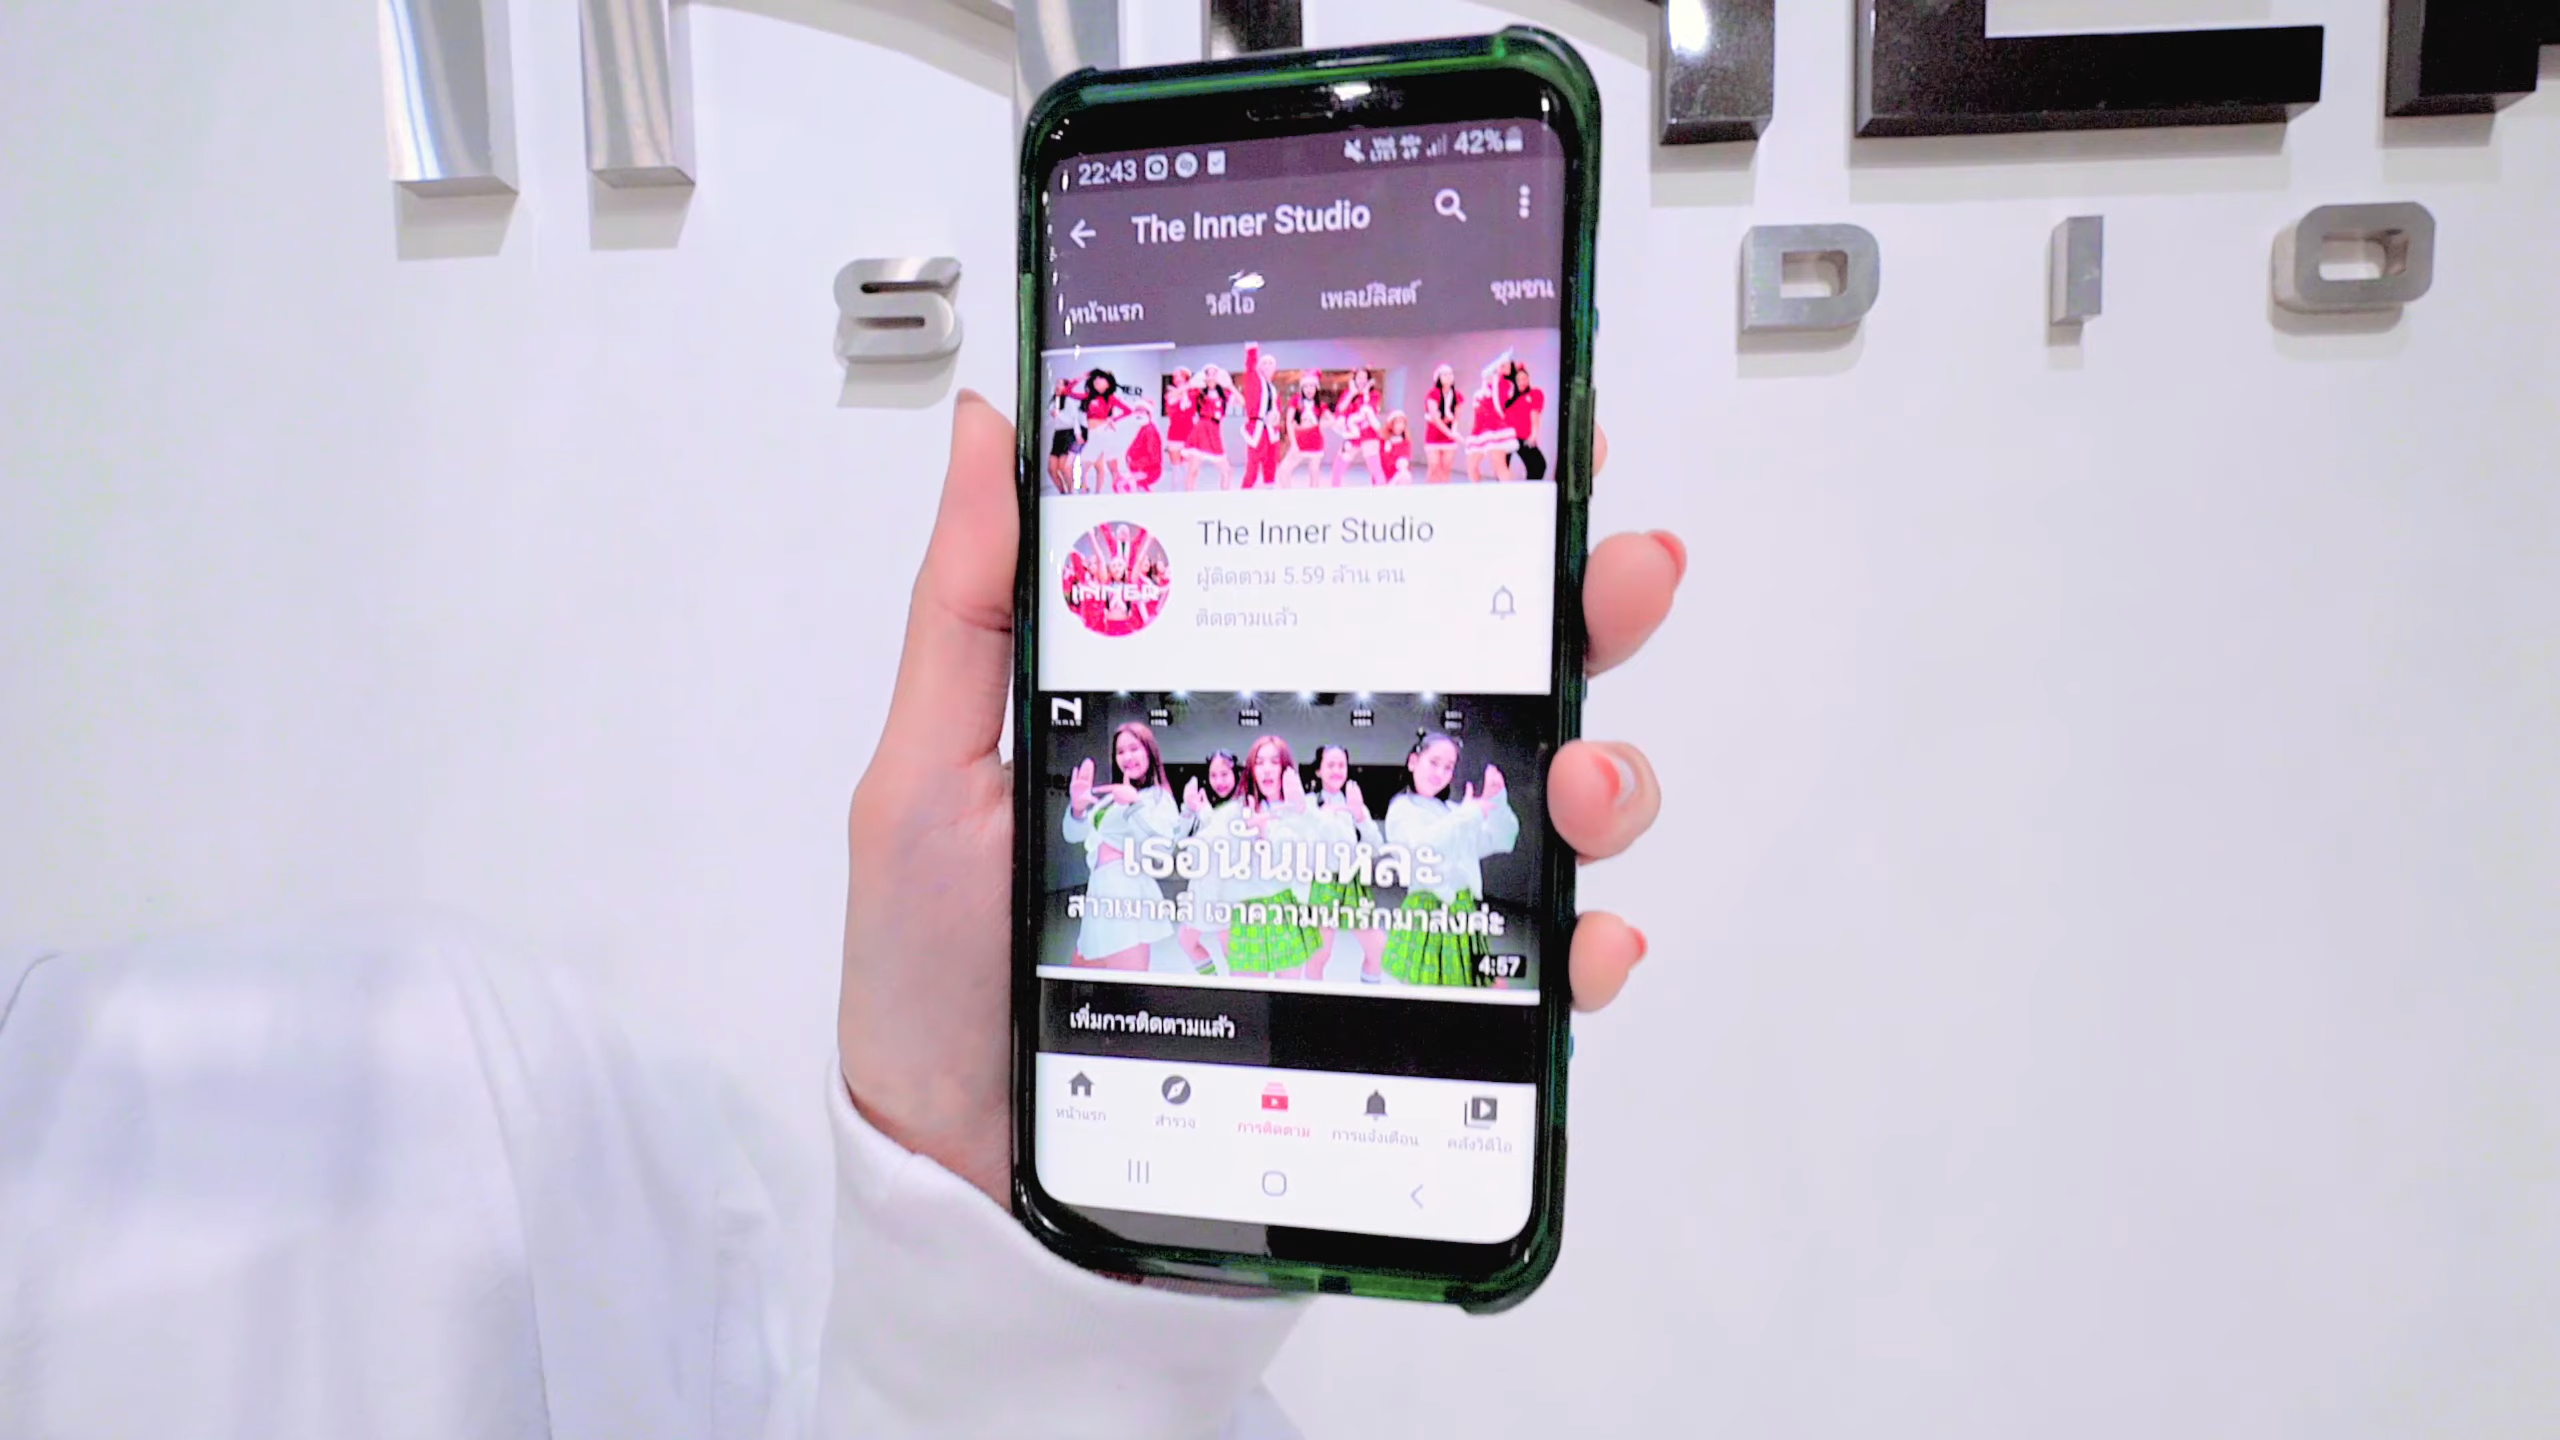 22:43
42%
The Inner Studio
หน้าแรก วิดีโอ เพลย์ลิสต์ ชุมชน
The Inner Studio
ผู้ติดตาม 5.59 ล้าน คน
ติดตามแล้ว
INNER
เธอนั่นแหละ
สาวเมาคลี เอาความน่ารักมาส่งค่ะ
4:57
เพิ่มการติดตามแล้ว
หน้าแรก สำรวจ การติดตาม การแจ้งเตือน คลังวิดีโอ
S DIO